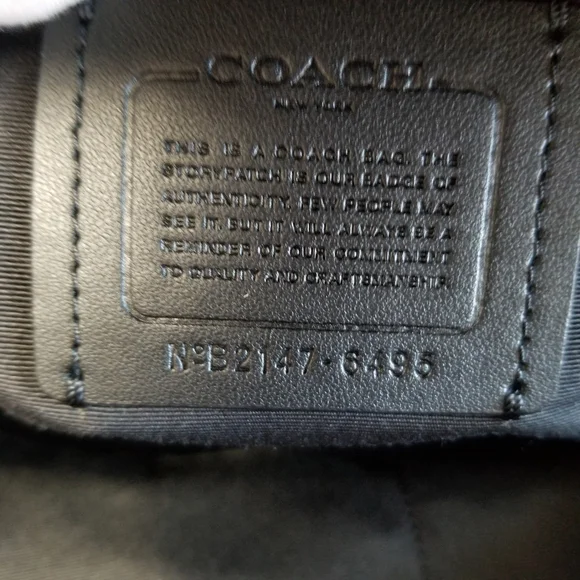 COACH
NEW YORK
THIS IS A COACH BAG. THE
STORYPATCH IS OUR BADGE OF
AUTHENTICITY. FEW PEOPLE MAY
SEE IT. BUT IT WILL ALWAYS BE A
REMINDER OF OUR COMMITMENT
TO QUALITY AND CRAFTSMANSHIP.
NºB2147·6495